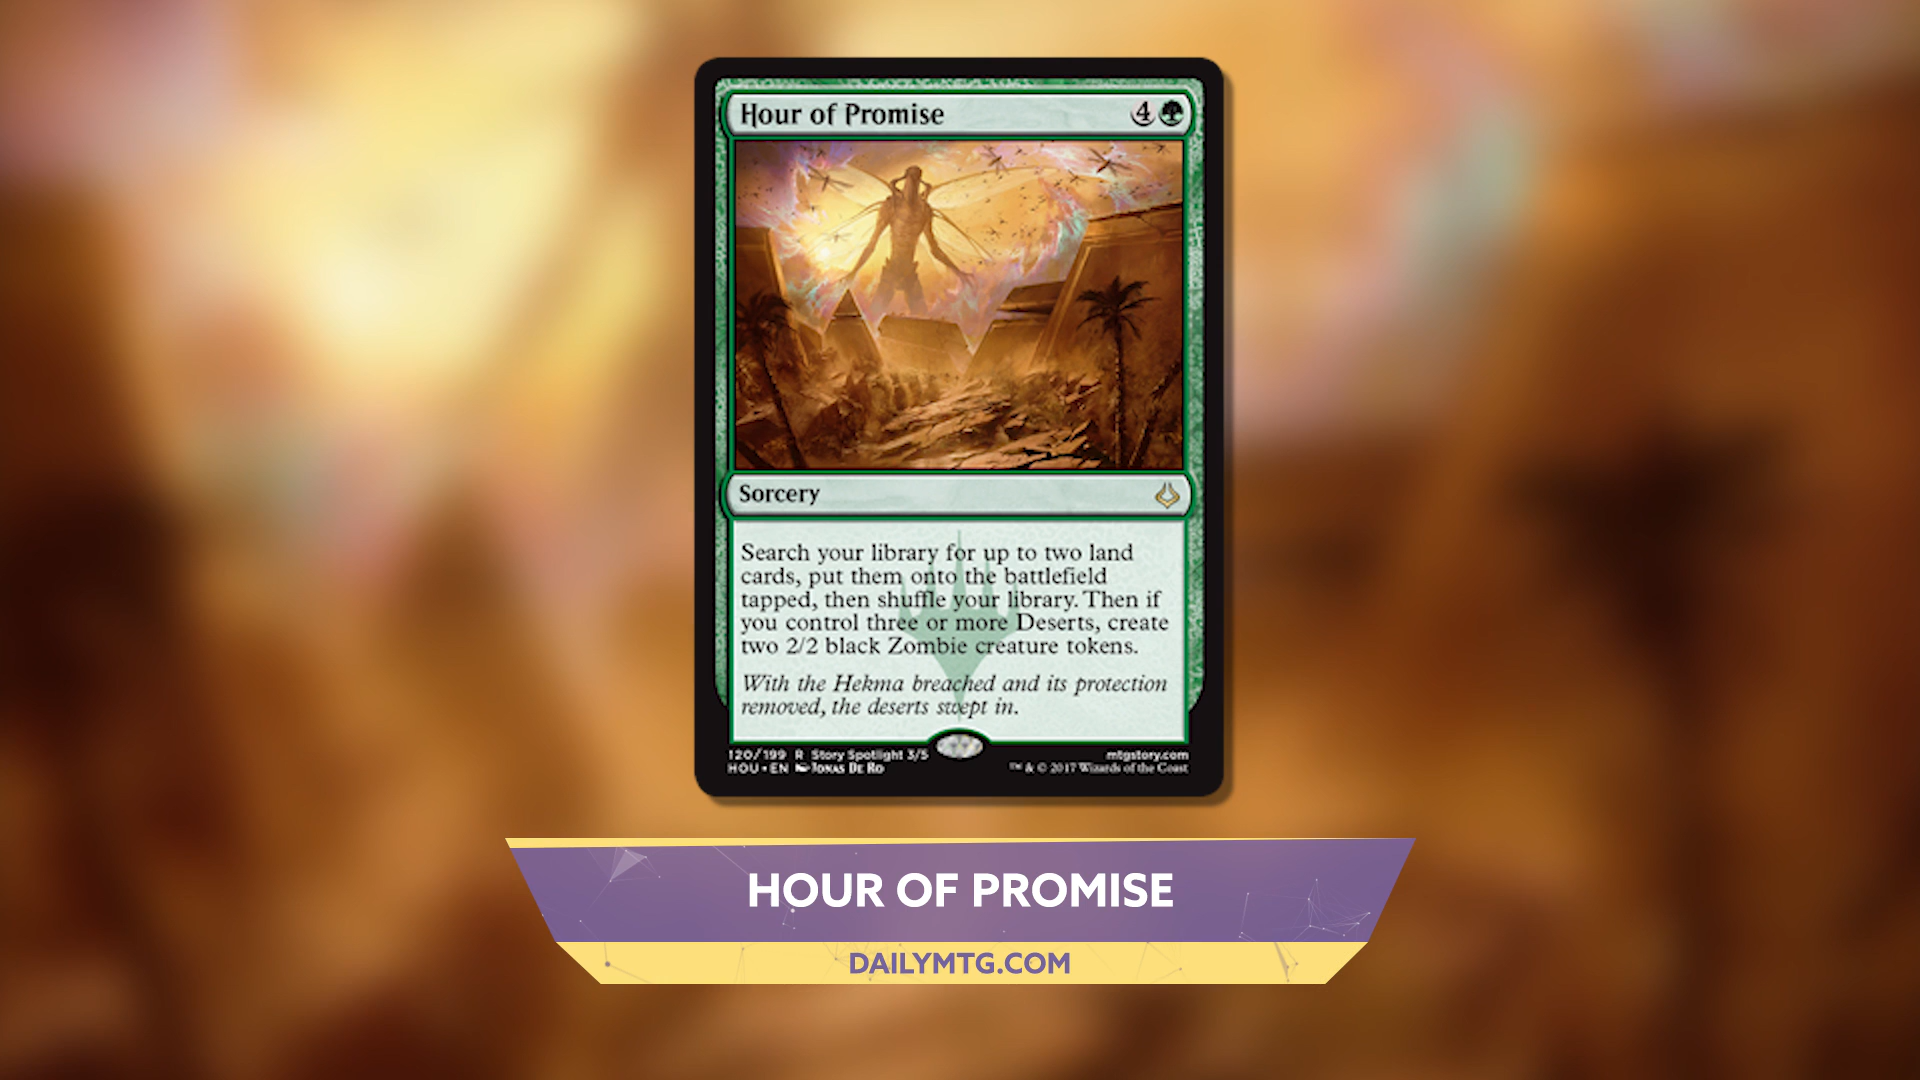 Hour of Promise 4
Sorcery
Search your library for up to two land
cards, put them onto the battlefield
tapped, then shuffle your library. Then if
you control three or more Deserts, create
two 2/2 black Zombie creature tokens.
With the Hekma breached and its protection
removed, the deserts swept in.
120/199 R Story Spotlight 3/5
mtgstory.com
HOU • EN Jonas De Ro
™ & © 2017 Wizards of the Coast
HOUR OF PROMISE
DAILYMTG.COM